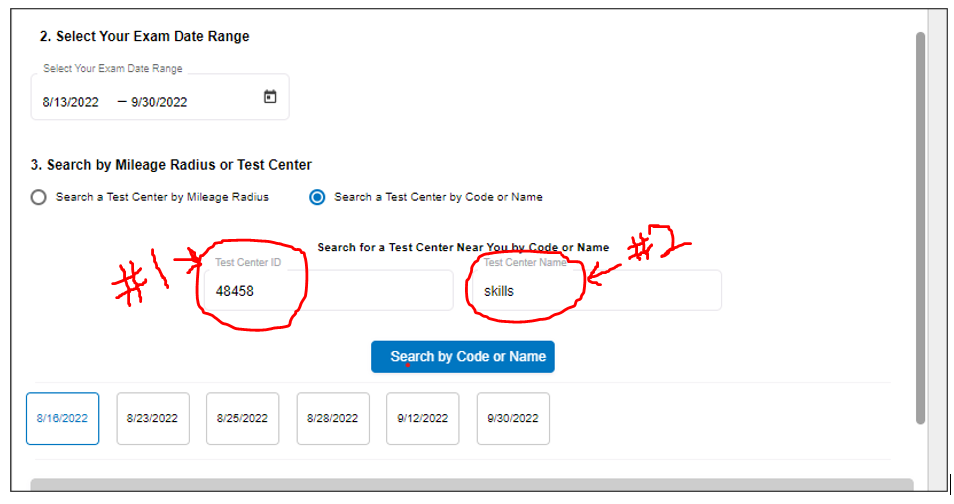 2. Select Your Exam Date Range
Select Your Exam Date Range
8/13/2022 – 9/30/2022
3. Search by Mileage Radius or Test Center
Search a Test Center by Mileage Radius Search a Test Center by Code or Name
Search for a Test Center Near You by Code or Name
#1 #2
Test Center ID Test Center Name
48458 skills
Search by Code or Name
8/16/2022 8/23/2022 8/25/2022 8/28/2022 9/12/2022 9/30/2022